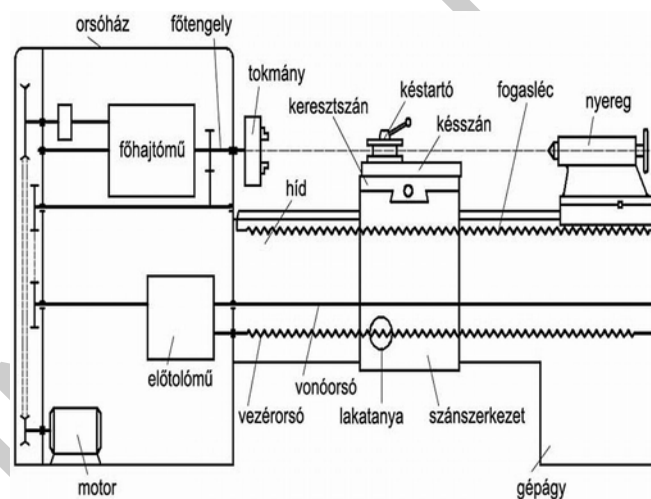 orsóház
főtengely
tokmány
késtartó
fogasléc
nyereg
keresztszán
késszán
főhajtómű
híd
előtolómű
vonóorsó
vezérorsó
lakatanya
szánszerkezet
motor
gépágy